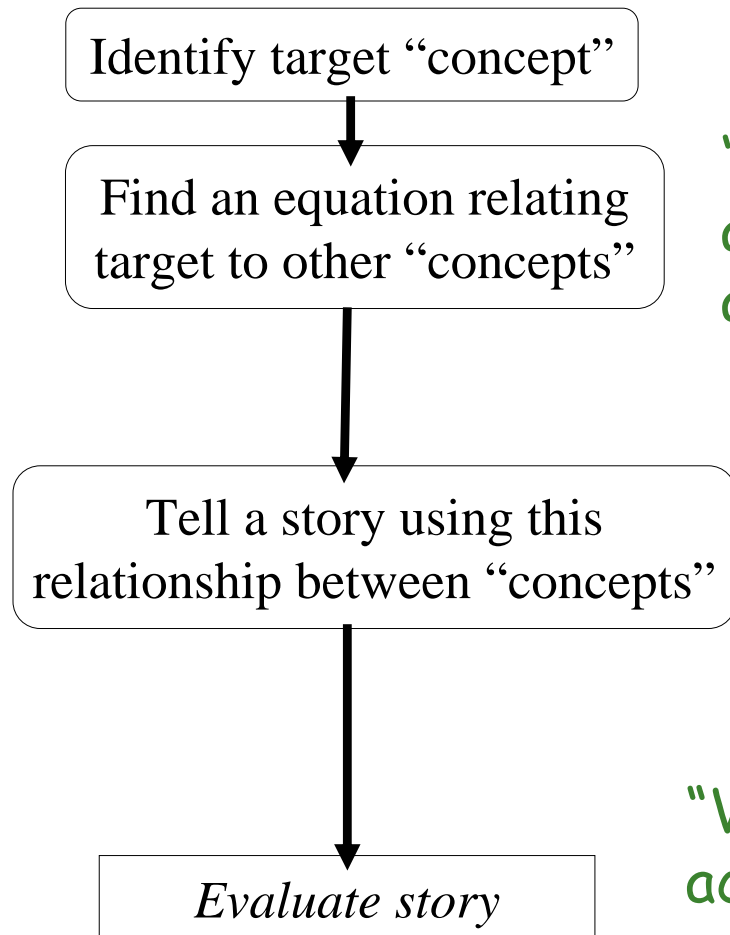 Identify target “concept”
Find an equation relating
target to other “concepts”
Tell a story using this
relationship between “concepts”
Evaluate story